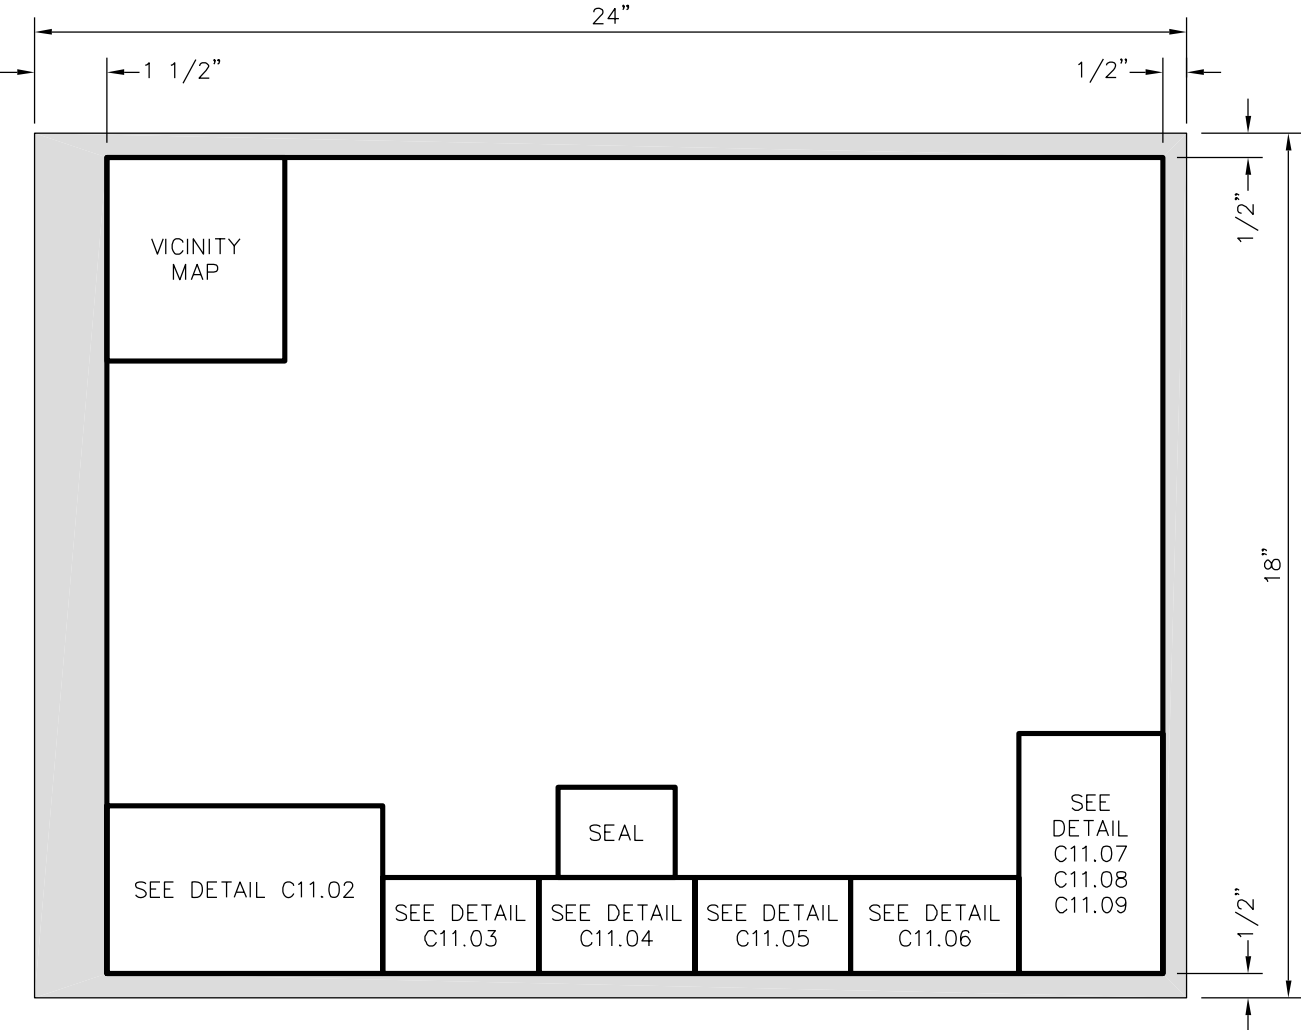 24”
1 1/2”
1/2”
1/2”
VICINITY
MAP
18”
SEE
DETAIL
C11.07
C11.08
C11.09
SEAL
SEE DETAIL C11.02
SEE DETAIL
C11.03
SEE DETAIL
C11.04
SEE DETAIL
C11.05
SEE DETAIL
C11.06
1/2”